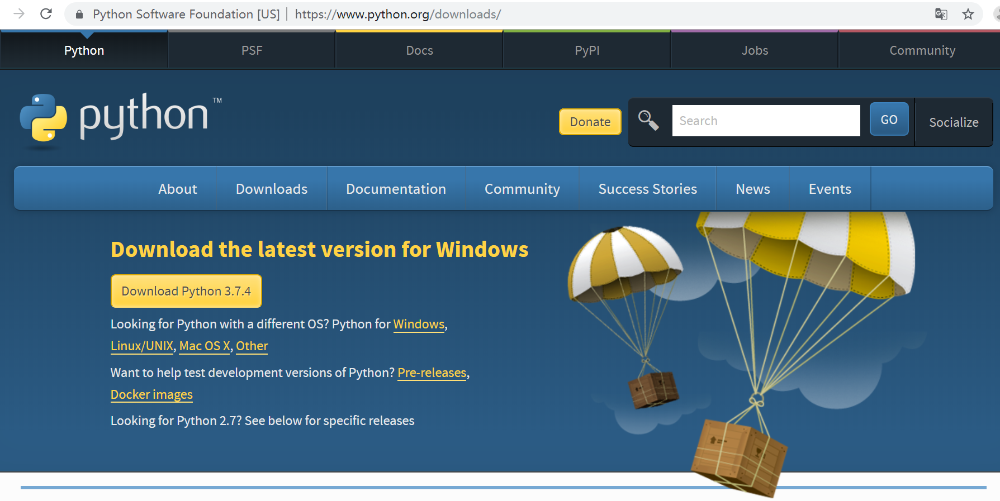 Python Software Foundation [US] | https://www.python.org/downloads/
Python PSF Docs PyPI Jobs Community
python™ Donate Search GO Socialize
About Downloads Documentation Community Success Stories News Events
Download the latest version for Windows
Download Python 3.7.4
Looking for Python with a different OS? Python for Windows,
Linux/UNIX, Mac OS X, Other
Want to help test development versions of Python? Pre-releases,
Docker images
Looking for Python 2.7? See below for specific releases